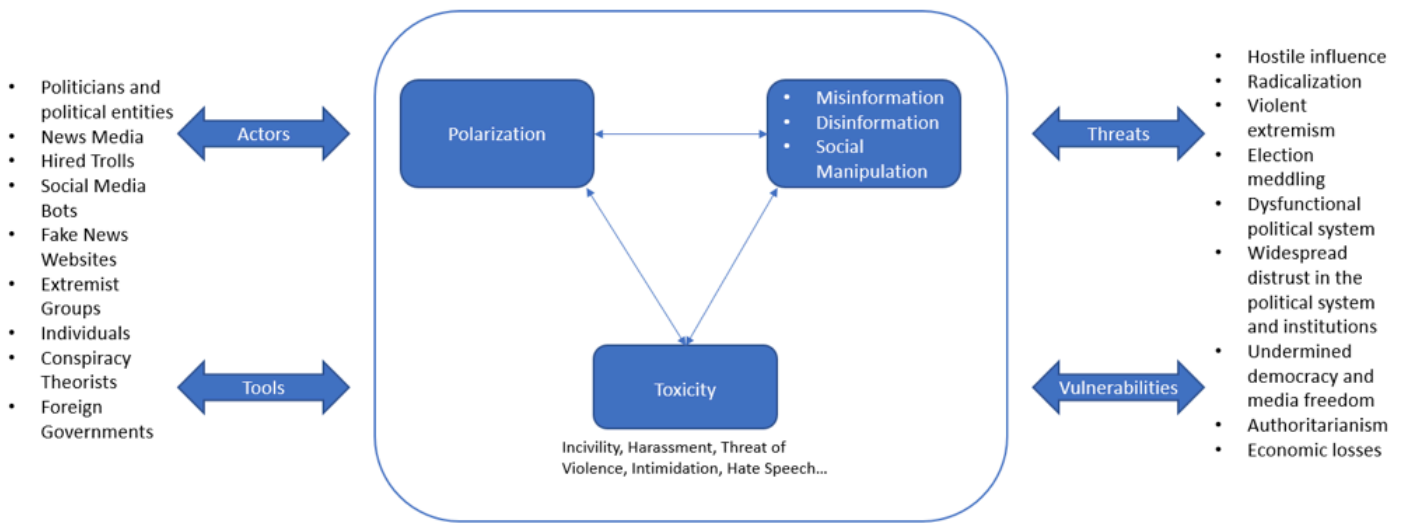 • Politicians and
political entities
• News Media
• Hired Trolls
• Social Media
Bots
• Fake News
Websites
• Extremist
Groups
• Individuals
• Conspiracy
Theorists
• Foreign
Governments
Actors
Tools
Polarization
• Misinformation
• Disinformation
• Social
Manipulation
Toxicity
Incivility, Harassment, Threat of
Violence, Intimidation, Hate Speech...
Threats
Vulnerabilities
• Hostile influence
• Radicalization
• Violent
extremism
• Election
meddling
• Dysfunctional
political system
• Widespread
distrust in the
political system
and institutions
• Undermined
democracy and
media freedom
• Authoritarianism
• Economic losses